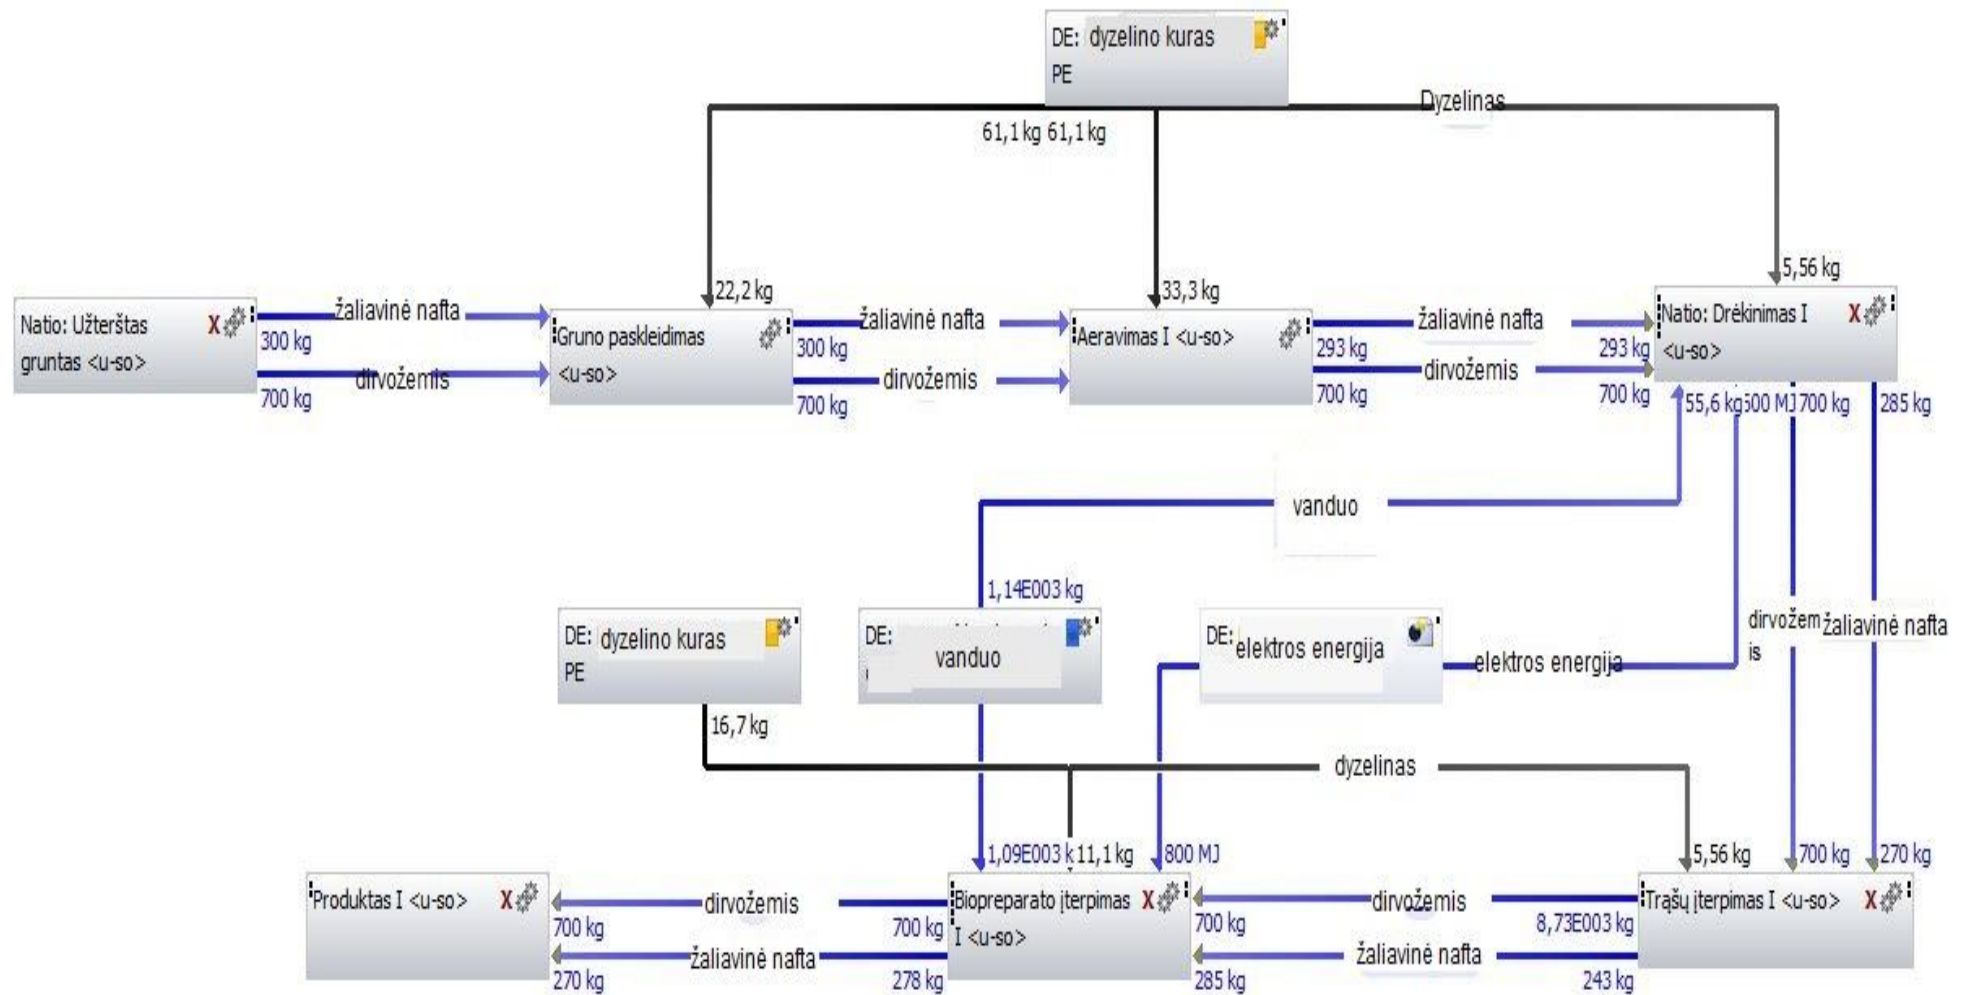 DE: dyzelino kuras
PE
Dyzelinas
61,1 kg 61,1 kg
22,2 kg
33,3 kg
5,56 kg
Natio: Užterštas X
gruntas <u-so>
žaliavinė nafta
300 kg
dirvožemis
700 kg
Gruno paskleidimas
<u-so>
žaliavinė nafta
300 kg
dirvožemis
700 kg
Aeravimas I <u-so>
žaliavinė nafta
293 kg 293 kg
dirvožemis
700 kg 700 kg
Natio: Drėkinimas I X
<u-so>
55,6 kg 500 MJ 700 kg 285 kg
vanduo
1,14E003 kg
DE: dyzelino kuras
PE
DE:
vanduo
DE: elektros energija
elektros energija
dirvožem
is
žaliavinė nafta
16,7 kg
dyzelinas
1,09E003 k 11,1 kg 800 MJ
5,56 kg 700 kg 270 kg
Produktas I <u-so> X
dirvožemis
700 kg 700 kg
žaliavinė nafta
270 kg 278 kg
Biopreparato įterpimas X
I <u-so>
dirvožemis
700 kg 8,73E003 kg
žaliavinė nafta
285 kg 243 kg
Trąšų įterpimas I <u-so> X